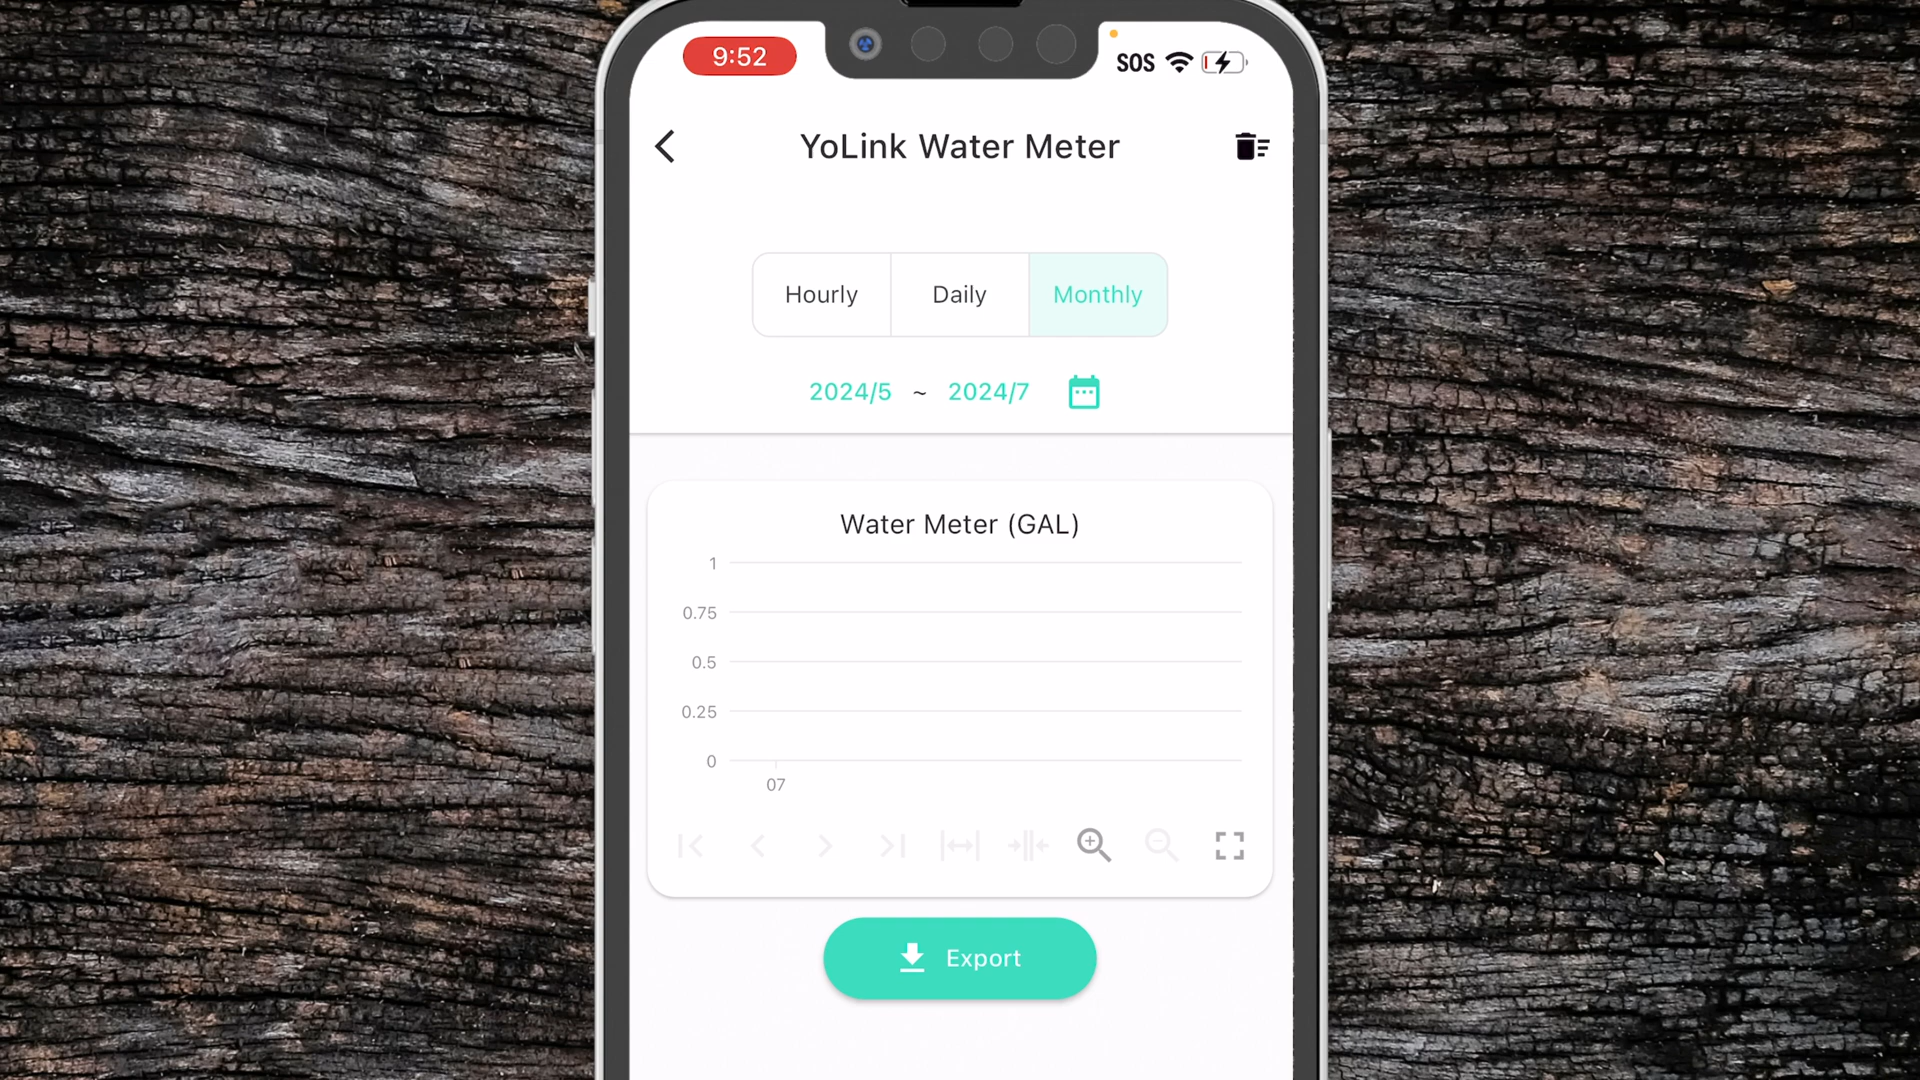 9:52
SOS
YoLink Water Meter
Hourly Daily Monthly
2024/5 ~ 2024/7
Water Meter (GAL)
1
0.75
0.5
0.25
0
07
Export